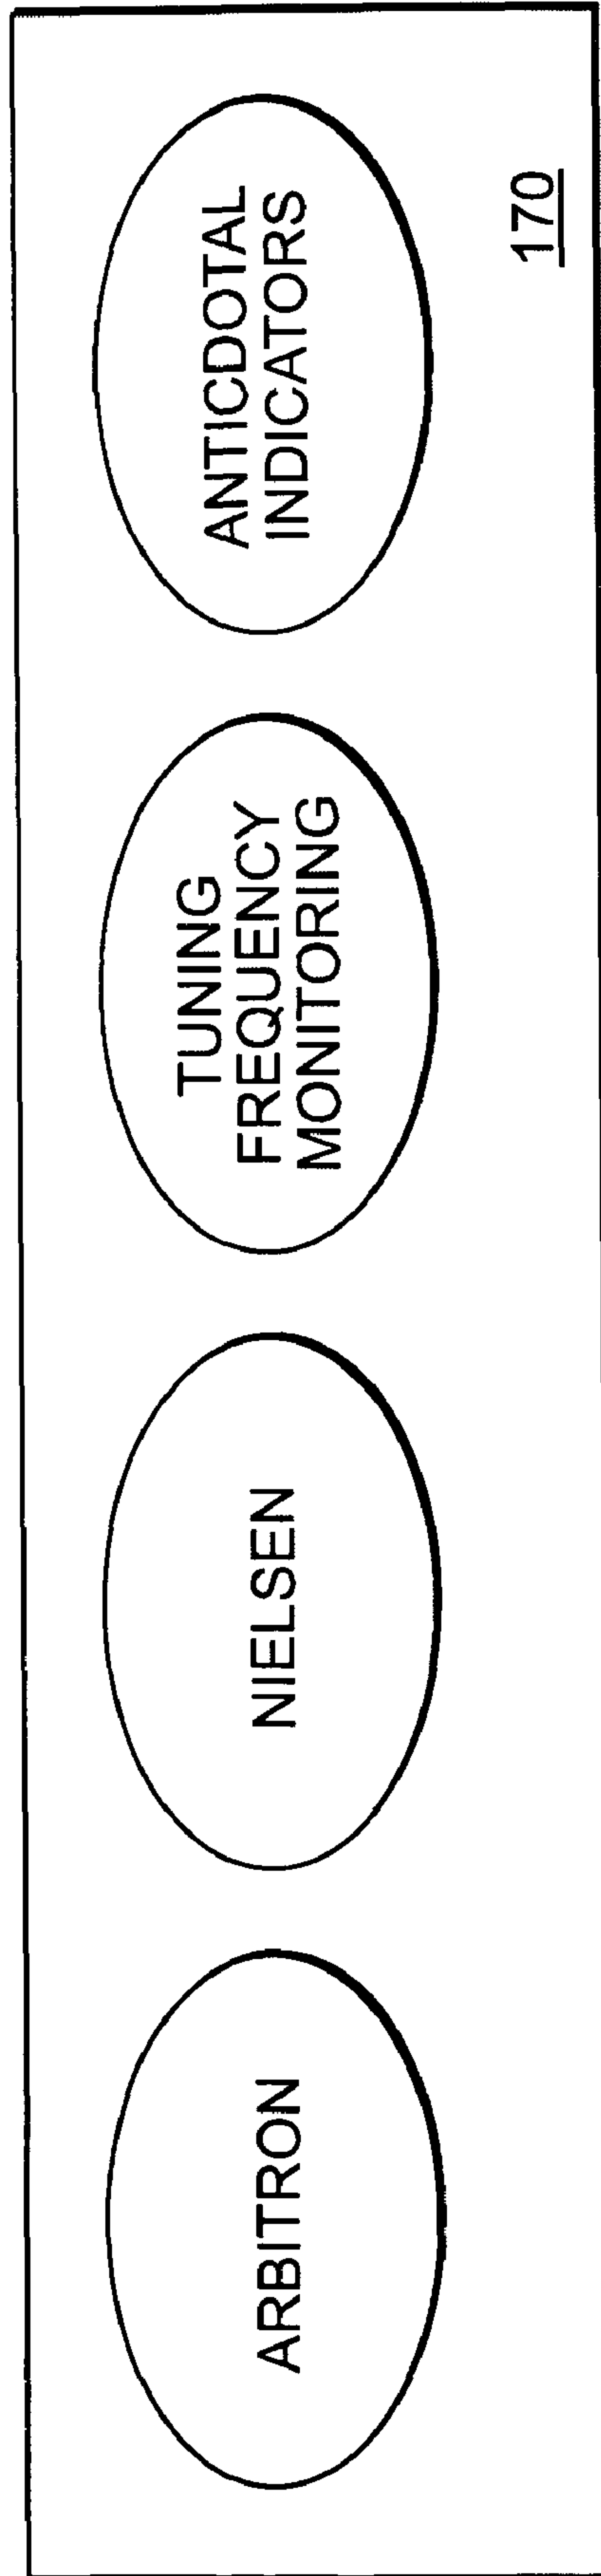 ARBITRON
NIELSEN
TUNING
FREQUENCY
MONITORING
ANTICDOTAL
INDICATORS
170